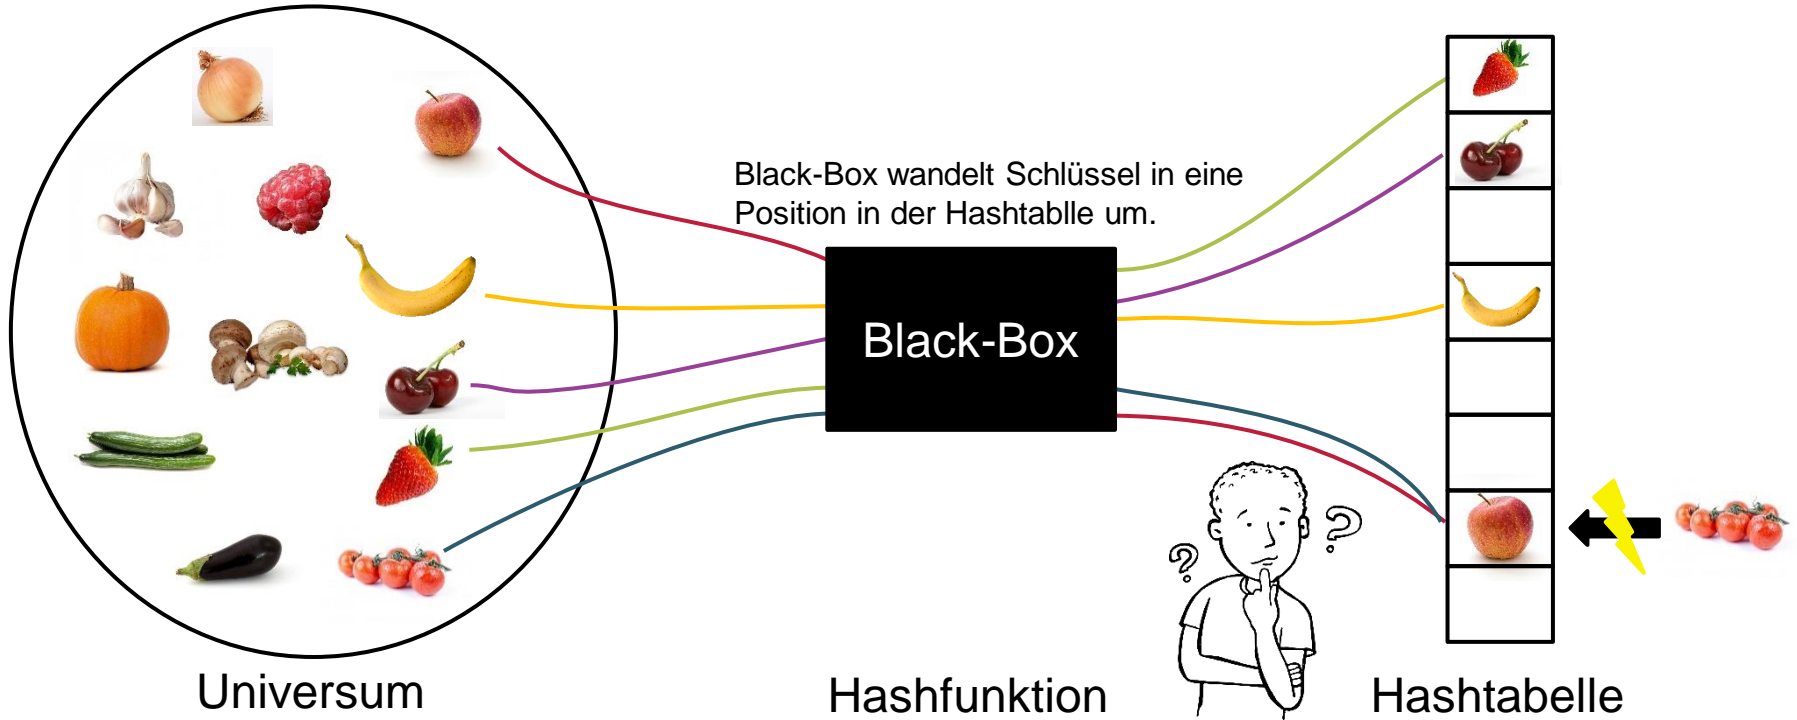 Black-Box wandelt Schlüssel in eine
Position in der Hashtablle um.
Black-Box
Universum
Hashfunktion
Hashtabelle